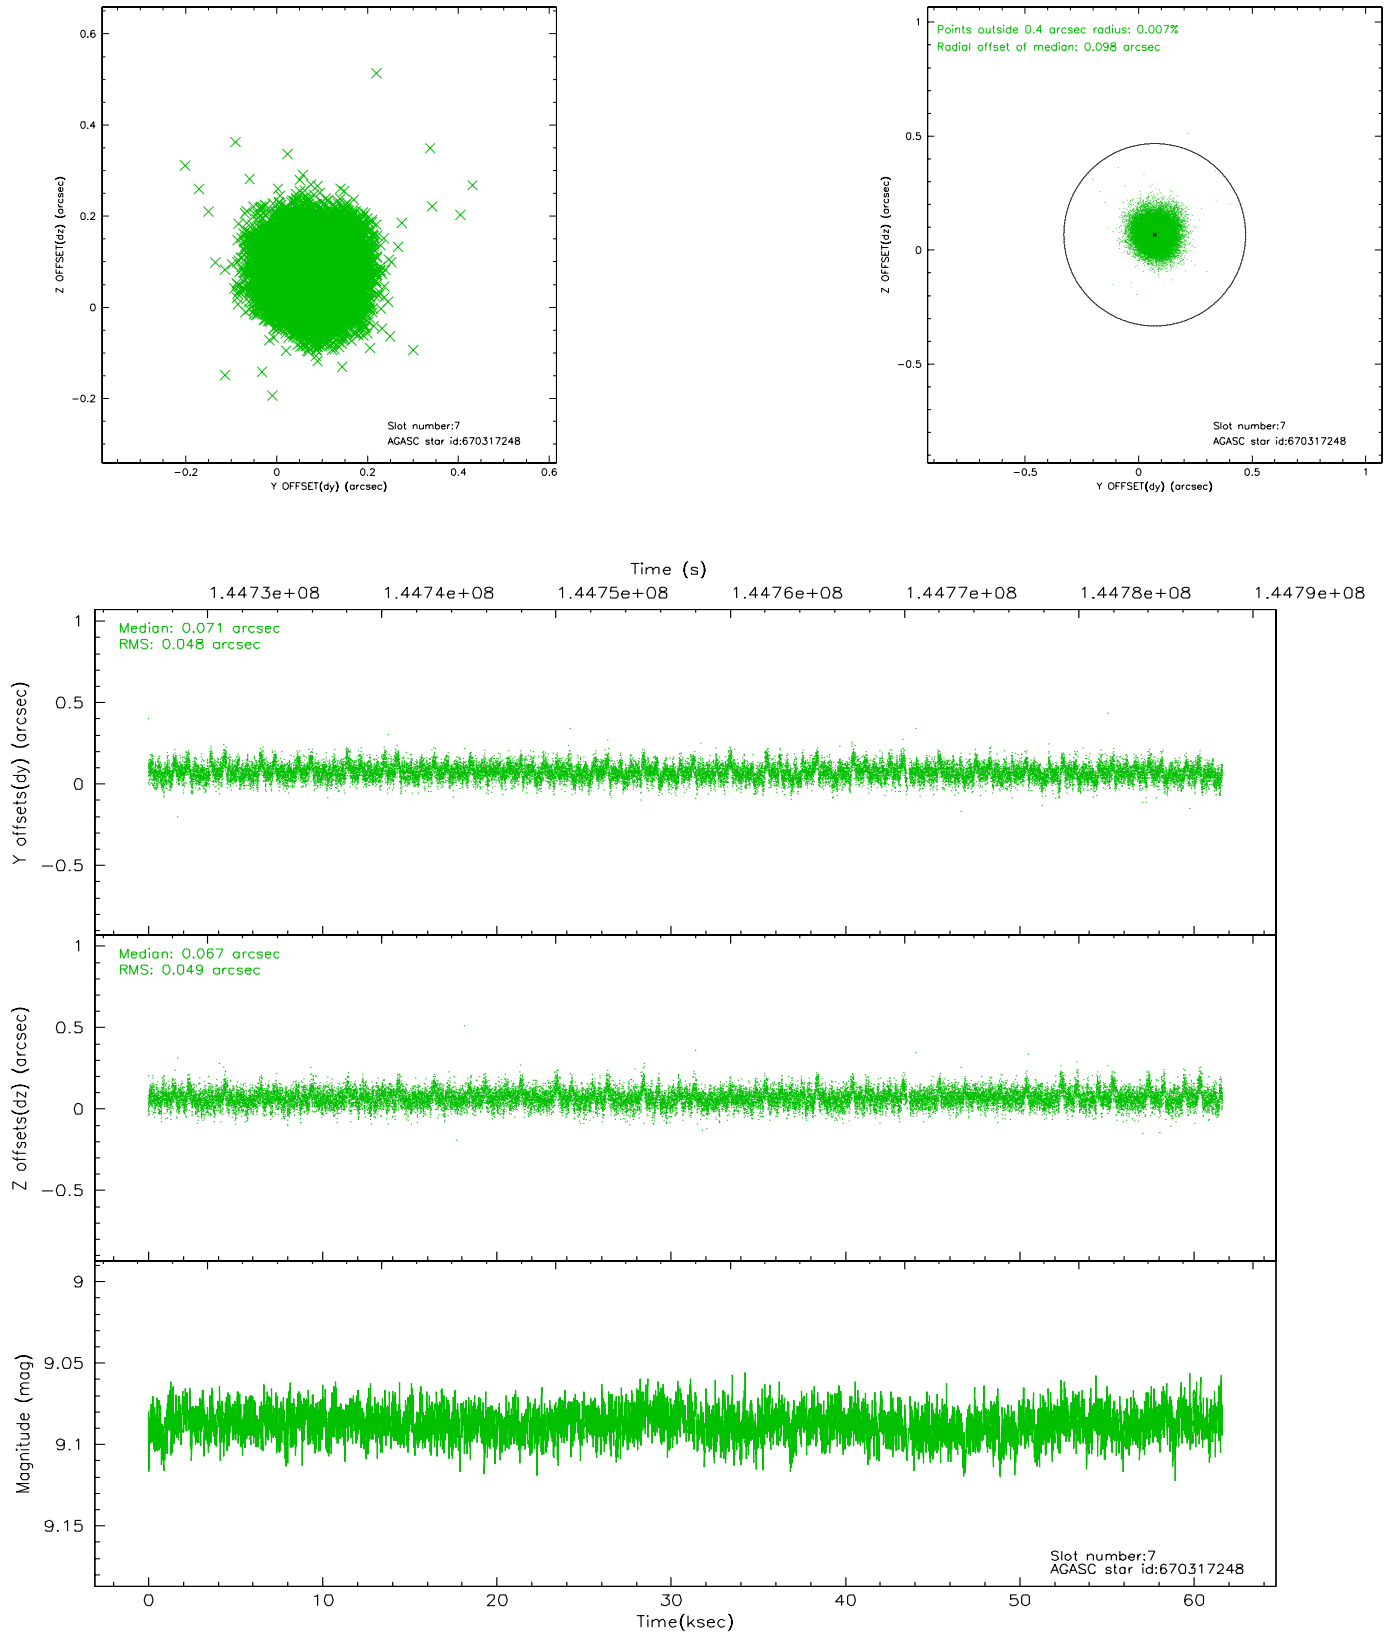 0.6
0.4
0.2
0
−0.2
Z OFFSET(dz) (arcsec)
Slot number:7
AGASC star id:670317248
−0.2 0 0.2 0.4 0.6
Y OFFSET(dy) (arcsec)
Points outside 0.4 arcsec radius: 0.007%
Radial offset of median: 0.098 arcsec
1
0.5
0
−0.5
Z OFFSET(dz) (arcsec)
Slot number:7
AGASC star id:670317248
−0.5 0 0.5 1
Y OFFSET(dy) (arcsec)
Time (s)
1.4473e+08 1.4474e+08 1.4475e+08 1.4476e+08 1.4477e+08 1.4478e+08 1.4479e+08
Median: 0.071 arcsec
RMS: 0.048 arcsec
1
0.5
0
−0.5
Y offsets(dy) (arcsec)
Median: 0.067 arcsec
RMS: 0.049 arcsec
1
0.5
0
−0.5
Z offsets(dz) (arcsec)
9
9.05
9.1
9.15
Magnitude (mag)
Slot number:7
AGASC star id:670317248
0 10 20 30 40 50 60
Time(ksec)